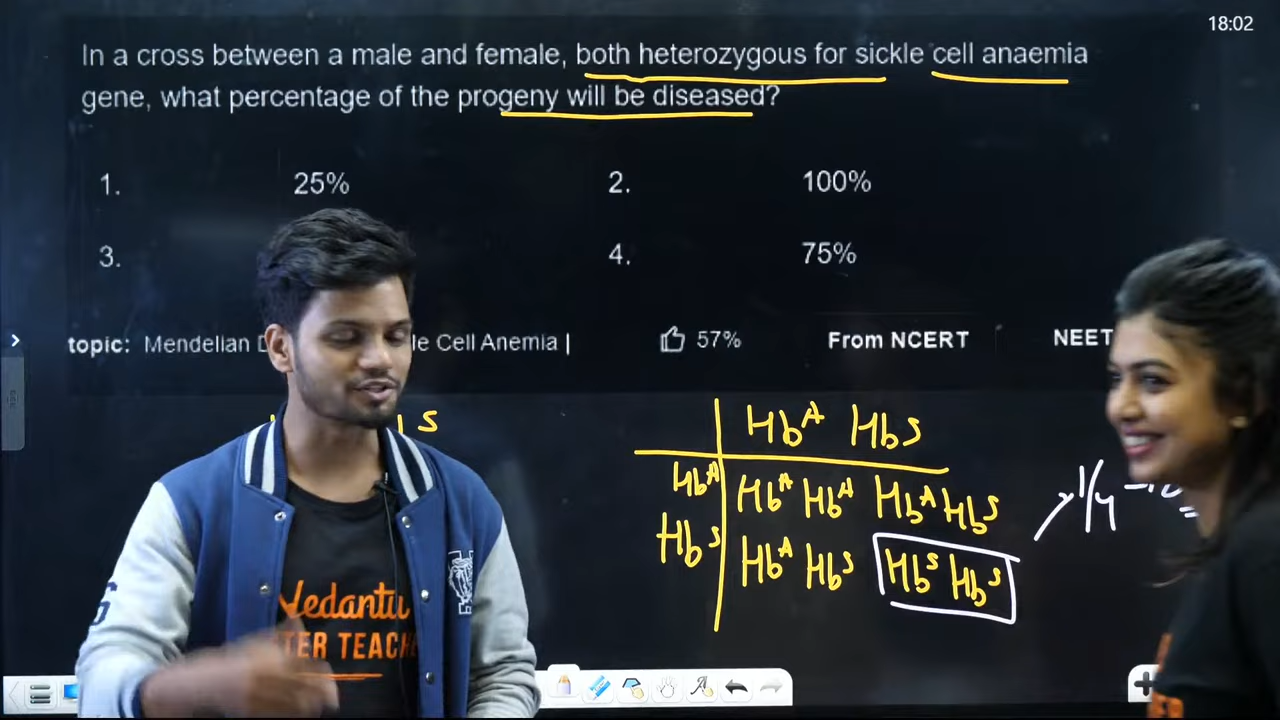 18:02
In a cross between a male and female, both heterozygous for sickle cell anaemia
gene, what percentage of the progeny will be diseased?
1. 25% 2. 100%
3. 4. 75%
topic: Mendelian le Cell Anemia | 57% From NCERT NEET
S
Hb^A Hb^S
Hb^A Hb^A Hb^A Hb^A Hb^S
Hb^S Hb^A Hb^S Hb^S Hb^S
1/4
Vedantu